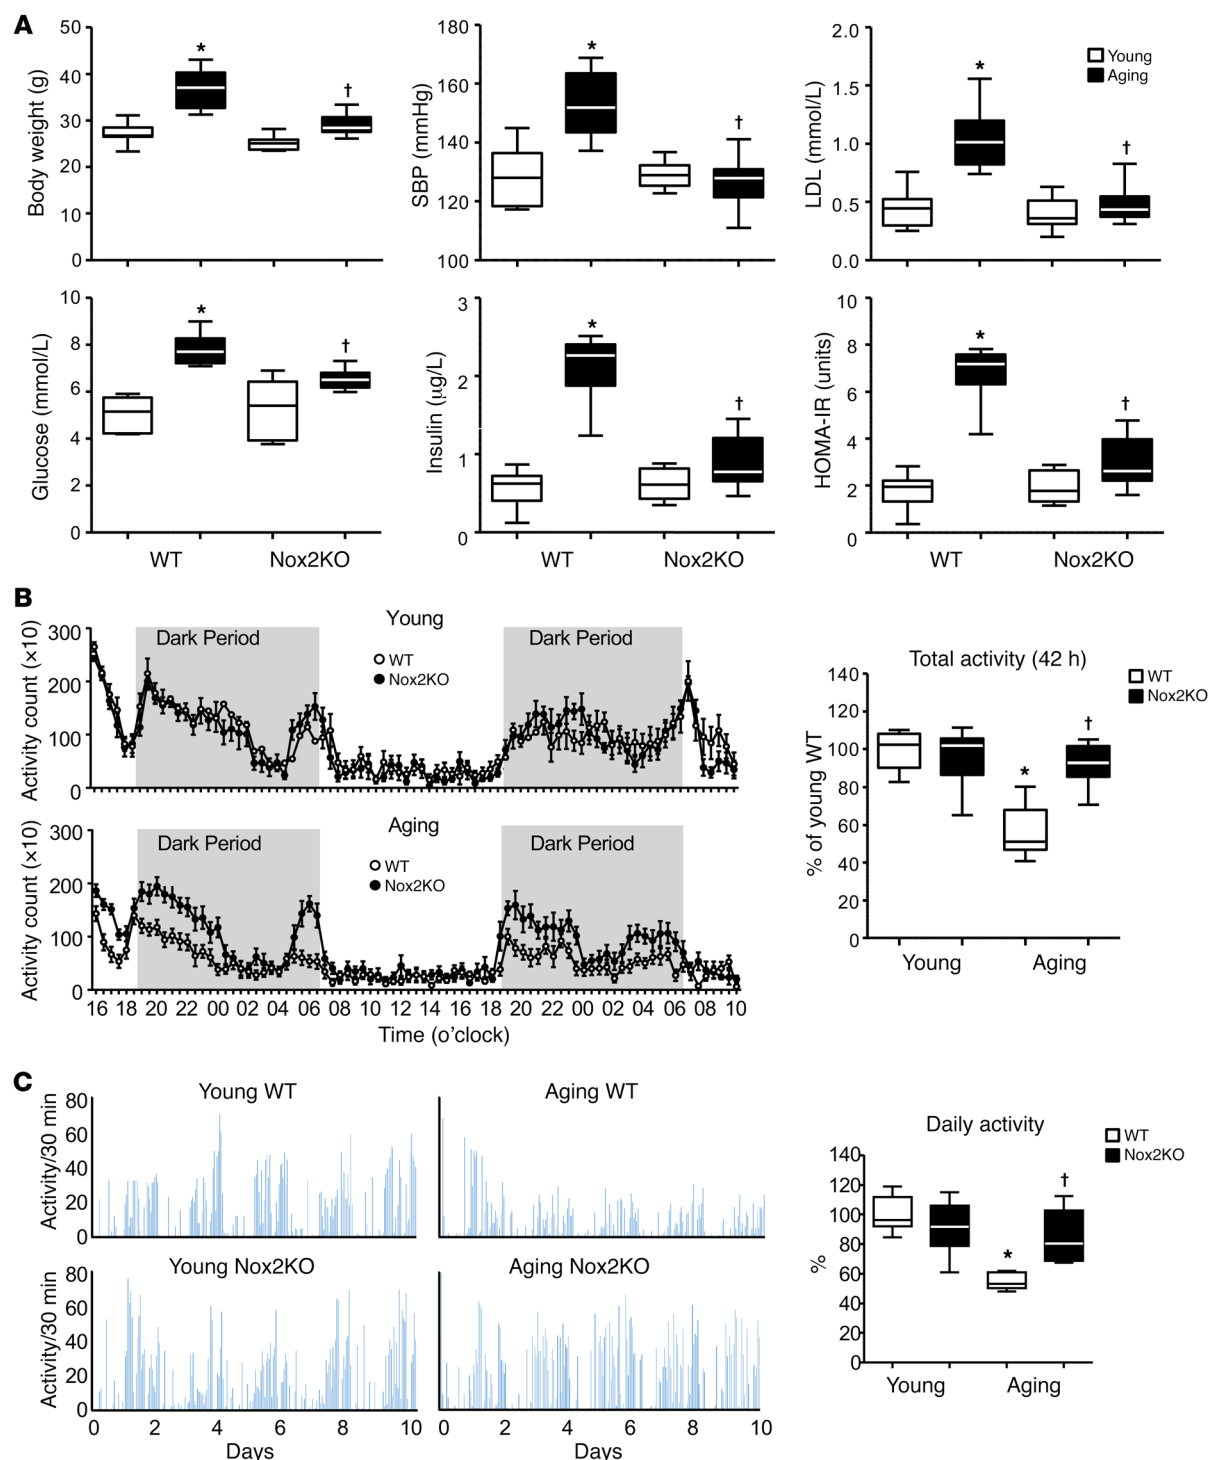 A
Body weight (g)
50
40
30
20
10
0
*
†
SBP (mmHg)
180
160
140
120
100
*
†
LDL (mmol/L)
2.0
1.5
1.0
0.5
0.0
*
†
Young
Aging
Glucose (mmol/L)
10
8
6
4
2
0
*
†
WT
Nox2KO
Insulin (µg/L)
3
2
1
0
*
†
WT
Nox2KO
HOMA-IR (units)
10
8
6
4
2
0
*
†
WT
Nox2KO
B
Activity count (×10)
300
200
100
0
Young
Dark Period
Dark Period
WT
Nox2KO
Activity count (×10)
300
200
100
0
Aging
Dark Period
Dark Period
WT
Nox2KO
16 18 20 22 00 02 04 06 08 10 12 14 16 18 20 22 00 02 04 06 08 10
Time (o'clock)
Total activity (42 h)
WT
Nox2KO
% of young WT
140
120
100
80
60
40
20
0
*
†
Young
Aging
C
Young WT
Activity/30 min
80
60
40
20
0
Aging WT
Young Nox2KO
Activity/30 min
80
60
40
20
0
0 2 4 6 8 10
Days
Aging Nox2KO
0 2 4 6 8 10
Days
Daily activity
WT
Nox2KO
%
140
120
100
80
60
40
20
0
*
†
Young
Aging